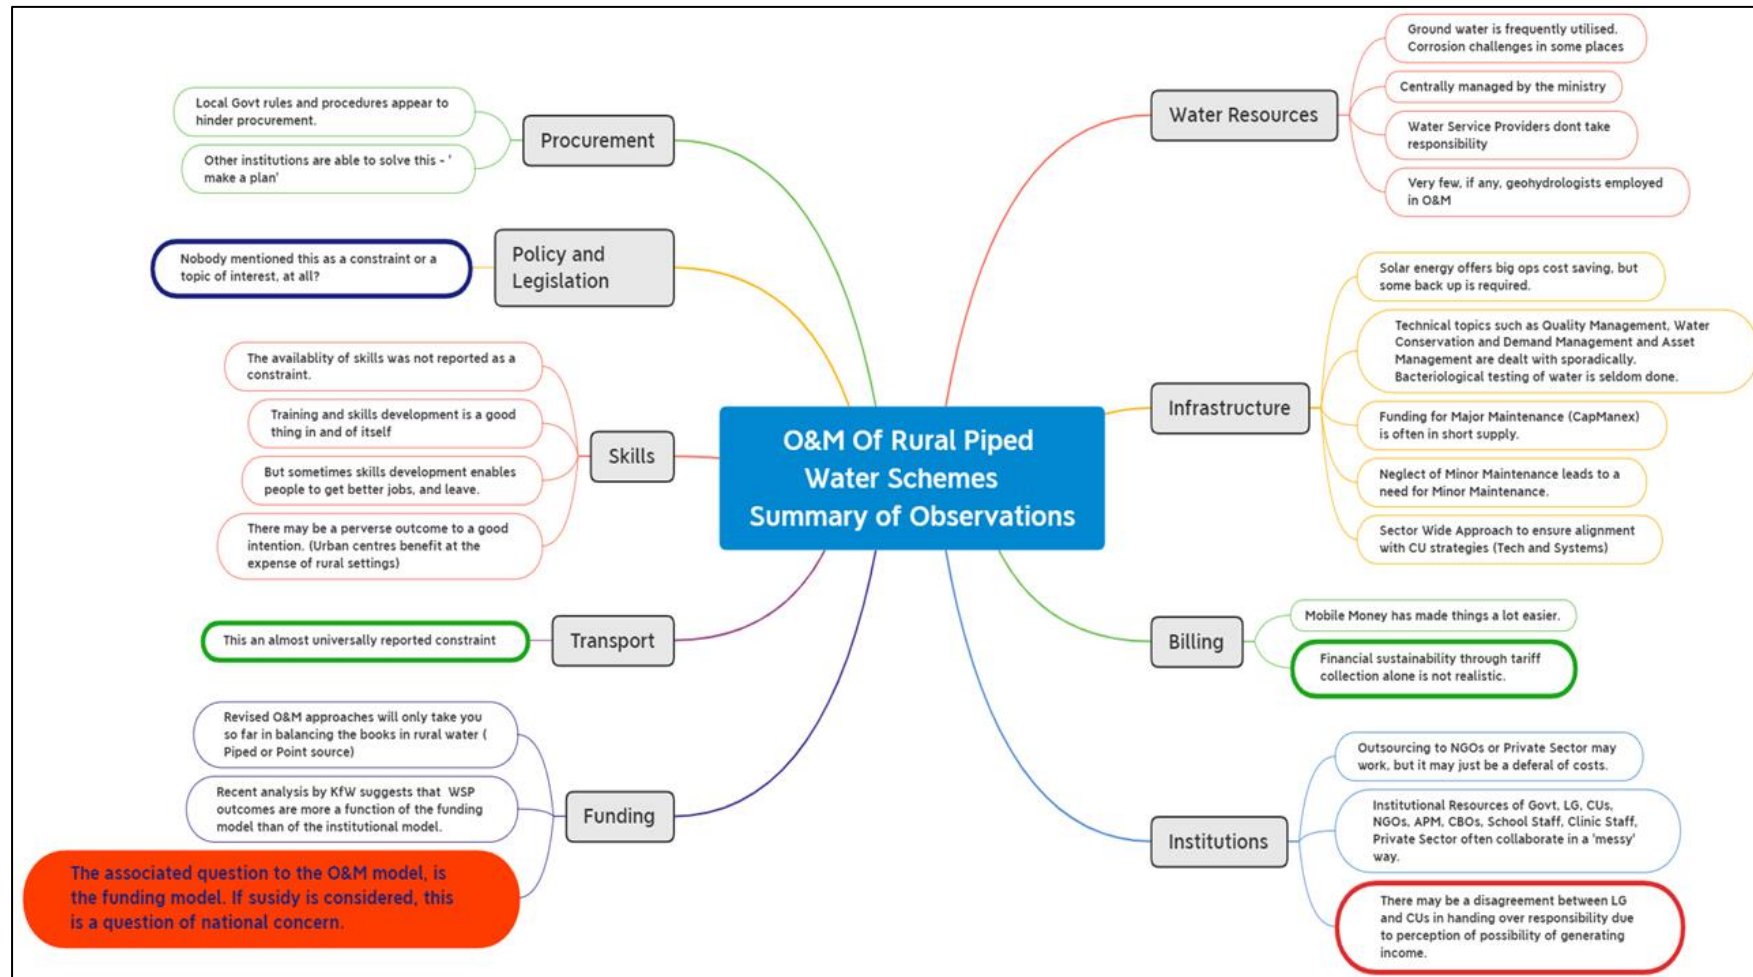 O&M Of Rural Piped
Water Schemes
Summary of Observations
Procurement
Local Govt rules and procedures appear to
hinder procurement.
Other institutions are able to solve this - '
make a plan'
Policy and
Legislation
Nobody mentioned this as a constraint or a
topic of interest, at all?
Skills
The availablity of skills was not reported as a
constraint.
Training and skills development is a good
thing in and of itself
But sometimes skills development enables
people to get better jobs, and leave.
There may be a perverse outcome to a good
intention. (Urban centres benefit at the
expense of rural settings)
Transport
This an almost universally reported constraint
Funding
Revised O&M approaches will only take you
so far in balancing the books in rural water (
Piped or Point source)
Recent analysis by KfW suggests that WSP
outcomes are more a function of the funding
model than of the institutional model.
The associated question to the O&M model, is
the funding model. If susidy is considered, this
is a question of national concern.
Water Resources
Ground water is frequently utilised.
Corrosion challenges in some places
Centrally managed by the ministry
Water Service Providers dont take
responsibility
Very few, if any, geohydrologists employed
in O&M
Infrastructure
Solar energy offers big ops cost saving, but
some back up is required.
Technical topics such as Quality Management, Water
Conservation and Demand Management and Asset
Management are dealt with sporadically.
Bacteriological testing of water is seldom done.
Funding for Major Maintenance (CapManex)
is often in short supply.
Neglect of Minor Maintenance leads to a
need for Minor Maintenance.
Sector Wide Approach to ensure alignment
with CU strategies (Tech and Systems)
Billing
Mobile Money has made things a lot easier.
Financial sustainability through tariff
collection alone is not realistic.
Institutions
Outsourcing to NGOs or Private Sector may
work, but it may just be a deferal of costs.
Institutional Resources of Govt, LG, CUs,
NGOs, APM, CBOs, School Staff, Clinic Staff,
Private Sector often collaborate in a 'messy'
way.
There may be a disagreement between LG
and CUs in handing over responsibility due
to perception of possibility of generating
income.